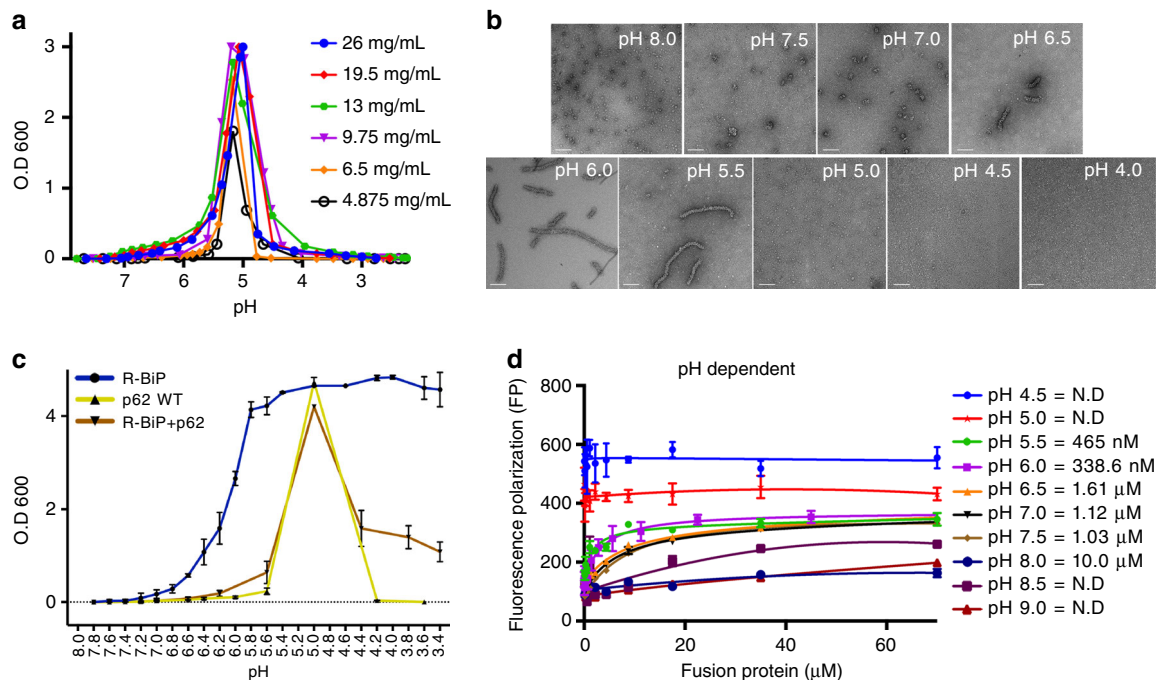 a
3
2
1
0
O.D 600
7
6
5
4
3
pH
26 mg/mL
19.5 mg/mL
13 mg/mL
9.75 mg/mL
6.5 mg/mL
4.875 mg/mL
b
pH 8.0
pH 7.5
pH 7.0
pH 6.5
pH 6.0
pH 5.5
pH 5.0
pH 4.5
pH 4.0
c
R-BiP
p62 WT
R-BiP+p62
4
2
0
O.D 600
8.0
7.8
7.6
7.4
7.2
7.0
6.8
6.6
6.4
6.2
6.0
5.8
5.6
5.4
5.2
5.0
4.8
4.6
4.4
4.2
4.0
3.8
3.6
3.4
pH
d
pH dependent
800
600
400
200
0
Fluorescence polarization (FP)
0
20
40
60
Fusion protein (μM)
pH 4.5 = N.D
pH 5.0 = N.D
pH 5.5 = 465 nM
pH 6.0 = 338.6 nM
pH 6.5 = 1.61 μM
pH 7.0 = 1.12 μM
pH 7.5 = 1.03 μM
pH 8.0 = 10.0 μM
pH 8.5 = N.D
pH 9.0 = N.D